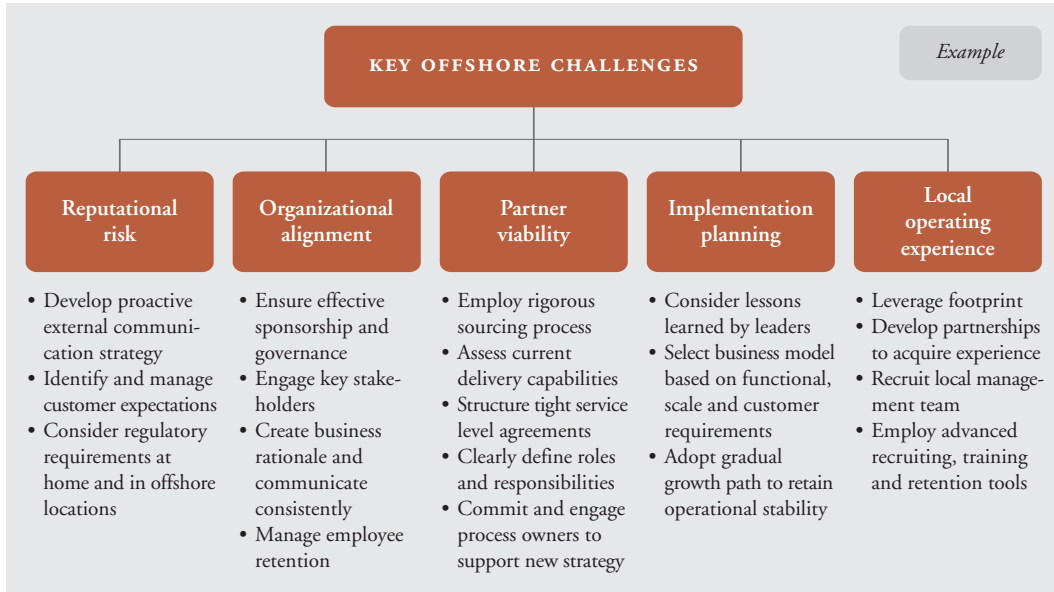 KEY OFFSHORE CHALLENGES
Example
Reputational
risk
Organizational
alignment
Partner
viability
Implementation
planning
Local
operating
experience
• Develop proactive
external communi-
cation strategy
• Identify and manage
customer expectations
• Consider regulatory
requirements at
home and in offshore
locations
• Ensure effective
sponsorship and
governance
• Engage key stake-
holders
• Create business
rationale and
communicate
consistently
• Manage employee
retention
• Employ rigorous
sourcing process
• Assess current
delivery capabilities
• Structure tight service
level agreements
• Clearly define roles
and responsibilities
• Commit and engage
process owners to
support new strategy
• Consider lessons
learned by leaders
• Select business model
based on functional,
scale and customer
requirements
• Adopt gradual
growth path to retain
operational stability
• Leverage footprint
• Develop partnerships
to acquire experience
• Recruit local manage-
ment team
• Employ advanced
recruiting, training
and retention tools